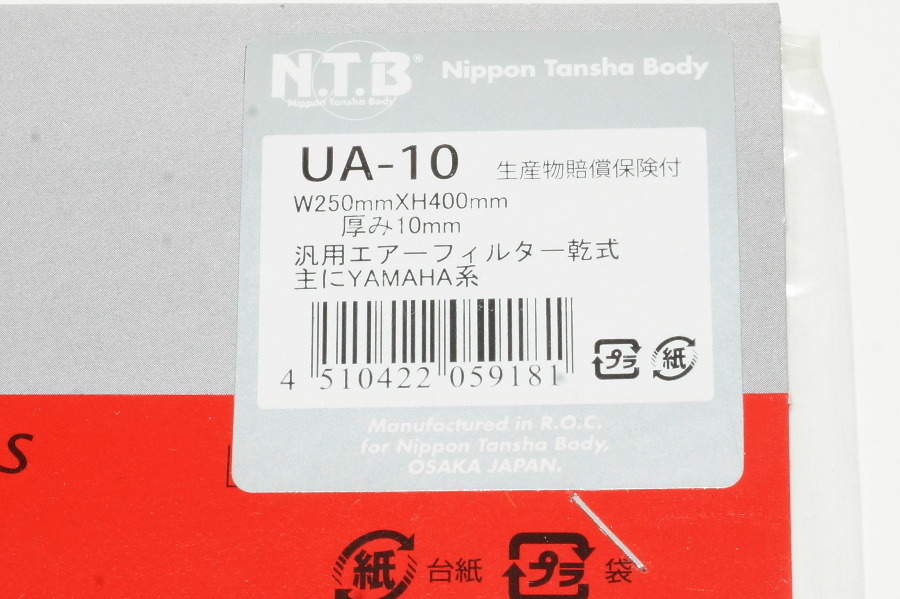 N.T.B®
Nippon Tansha Body
Nippon Tansha Body
UA-10 生産物賠償保険付
W250mmXH400mm
厚み10mm
汎用エアーフィルター乾式
主にYAMAHA系
4 510422 059181
プラ 紙
Manufactured in R.O.C.
for Nippon Tansha Body,
OSAKA JAPAN.
s
紙 台紙 プラ 袋